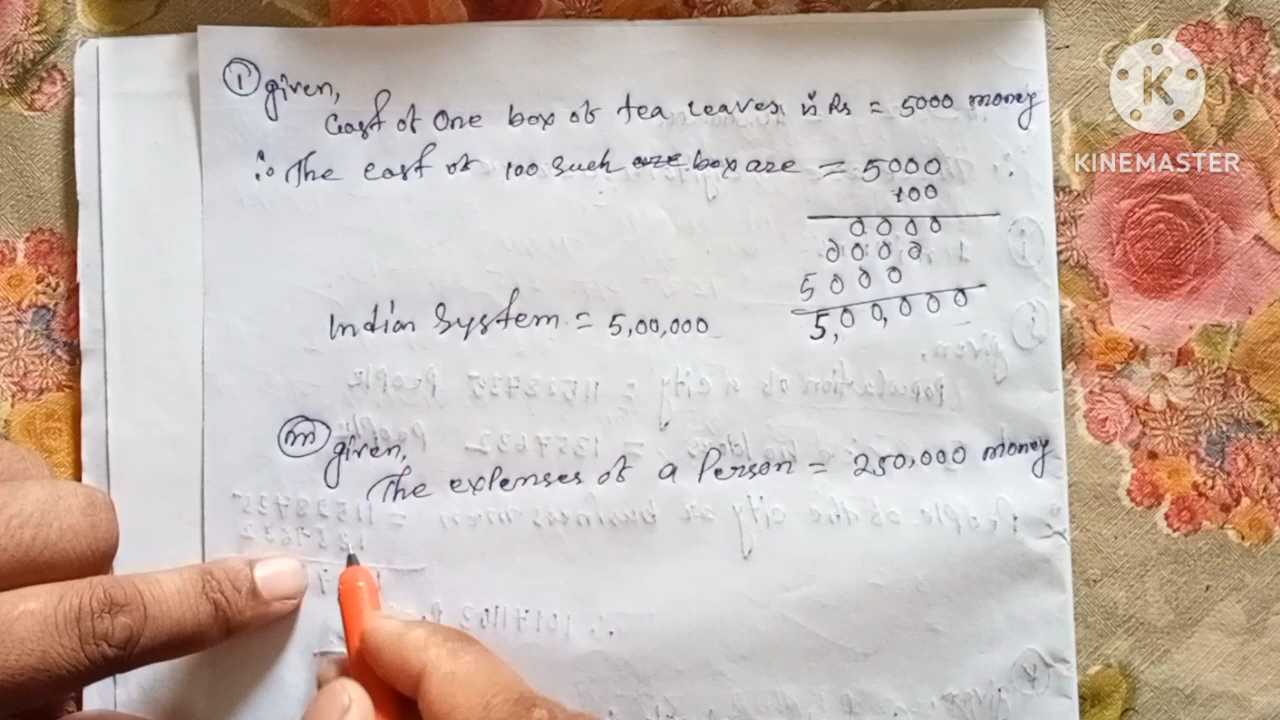 i given,
Cost of One box of tea leaves is Rs = 5000 money
∴ The cost of 100 such are box are = 5000
100
0000
0000
5000
5,00,000
Indian System = 5,00,000
given,
The expenses of a Person = 250,000 money
K
KINEMASTER